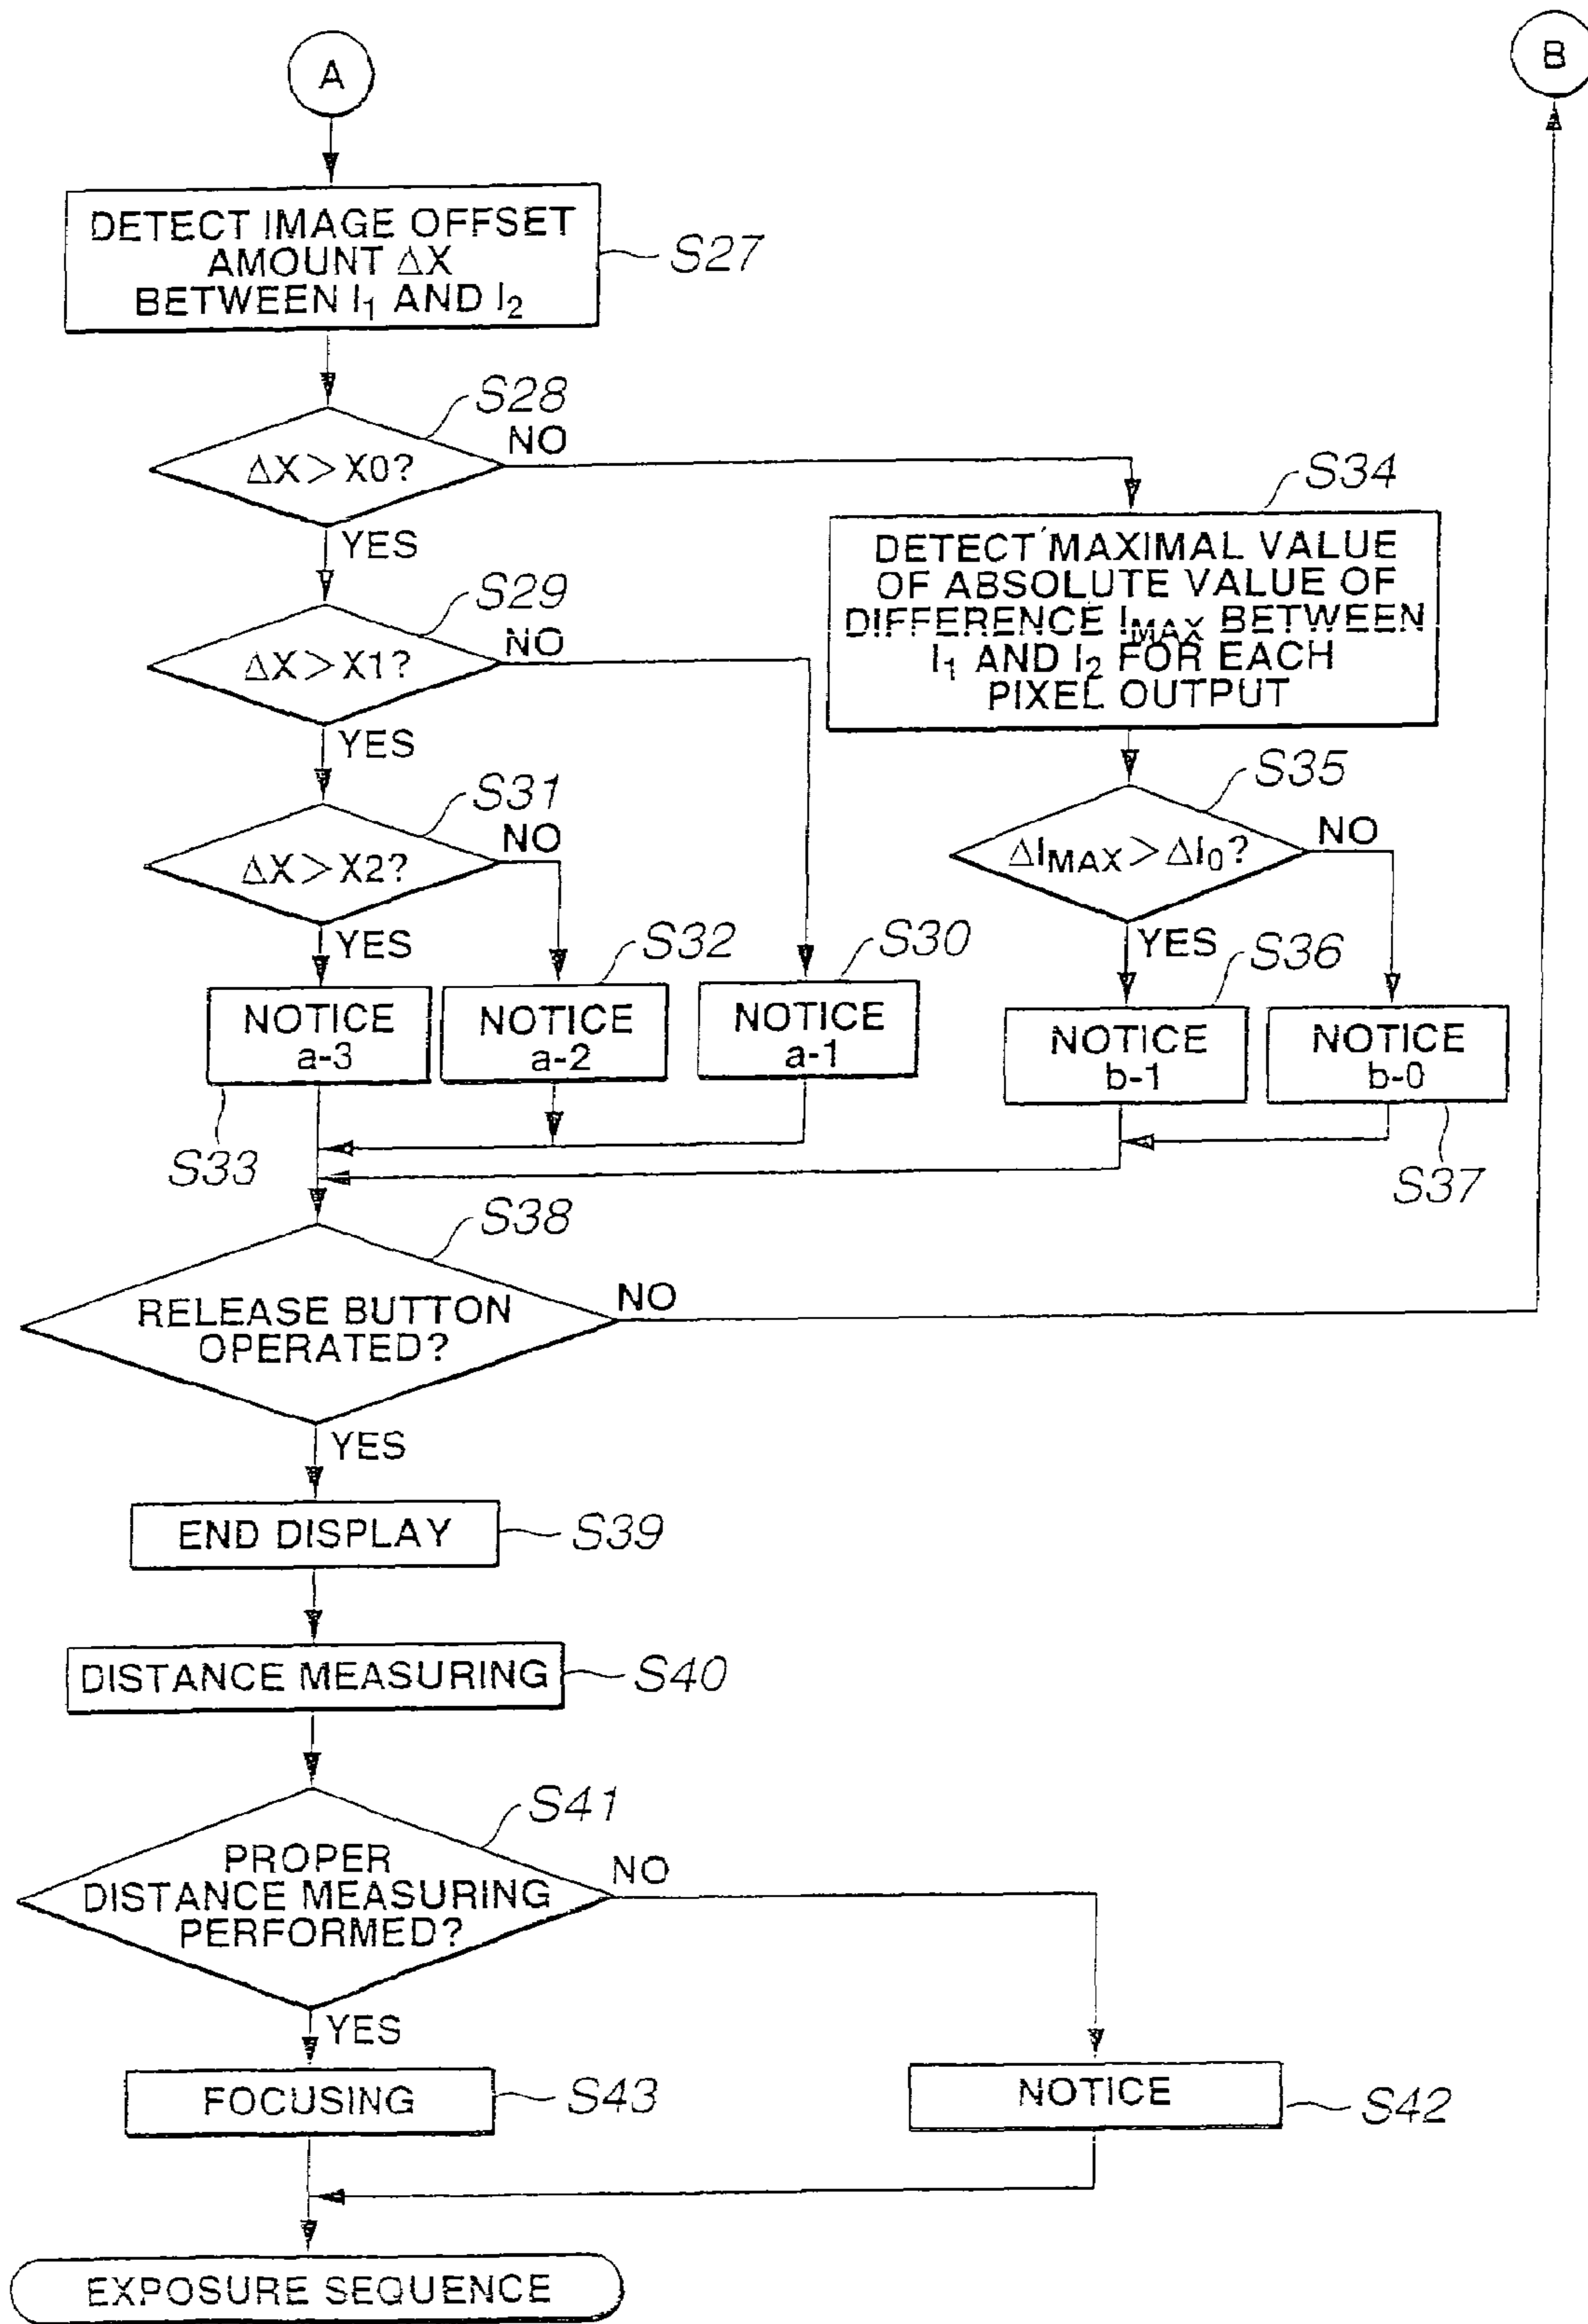 A
B
DETECT IMAGE OFFSET
AMOUNT ΔX
BETWEEN I₁ AND I₂
S27
S28
ΔX > X0?
NO
YES
S34
DETECT MAXIMAL VALUE
OF ABSOLUTE VALUE OF
DIFFERENCE IMAX BETWEEN
I₁ AND I₂ FOR EACH
PIXEL OUTPUT
S29
ΔX > X1?
NO
YES
S31
ΔX > X2?
NO
YES
S35
ΔIMAX > ΔI₀?
NO
YES
S32
S30
S36
NOTICE
a-3
NOTICE
a-2
NOTICE
a-1
NOTICE
b-1
NOTICE
b-0
S33
S37
S38
RELEASE BUTTON
OPERATED?
NO
YES
END DISPLAY
S39
DISTANCE MEASURING
S40
S41
PROPER
DISTANCE MEASURING
PERFORMED?
NO
YES
FOCUSING
S43
NOTICE
S42
EXPOSURE SEQUENCE